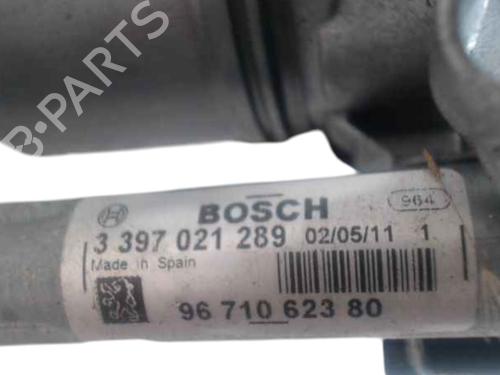 B-PARTS
BOSCH
964
3 397 021 289 02/05/11 1
Made in Spain
96 710 623 80